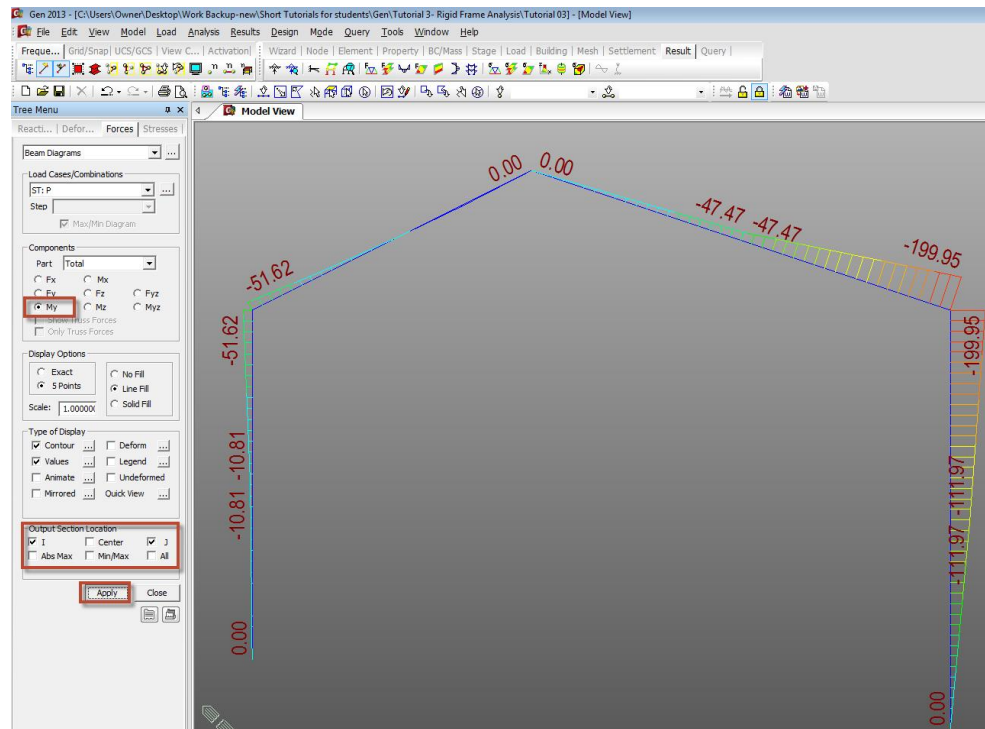 Gen 2013 - [C:\Users\Owner\Desktop\Work Backup-new\Short Tutorials for students\Gen\Tutorial 3- Rigid Frame Analysis\Tutorial 03] - [Model View]
File Edit View Model Load Analysis Results Design Mode Query Tools Window Help
Freque... Grid/Snap UCS/GCS View C... Activation Wizard Node Element Property BC/Mass Stage Load Building Mesh Settlement Result Query
Tree Menu
Model View
Reacti... Defor... Forces Stresses
Beam Diagrams
Load Cases/Combinations
ST: P
Step
Max/Min Diagram
Components
Part Total
Fx Mx
Fy Fz Fyz
My Mz Myz
Show Truss Forces
Only Truss Forces
Display Options
Exact No Fill
5 Points Line Fill
Scale: 1.00000 Solid Fill
Type of Display
Contour ... Deform ...
Values ... Legend ...
Animate ... Undeformed
Mirrored ... Quick View ...
Output Section Location
I Center J
Abs Max Min/Max All
Apply Close
0.00 0.00
-47.47 -47.47
-199.95
-51.62
-51.62
-199.95
-10.81 -10.81
-111.97 -111.97
0.00
0.00